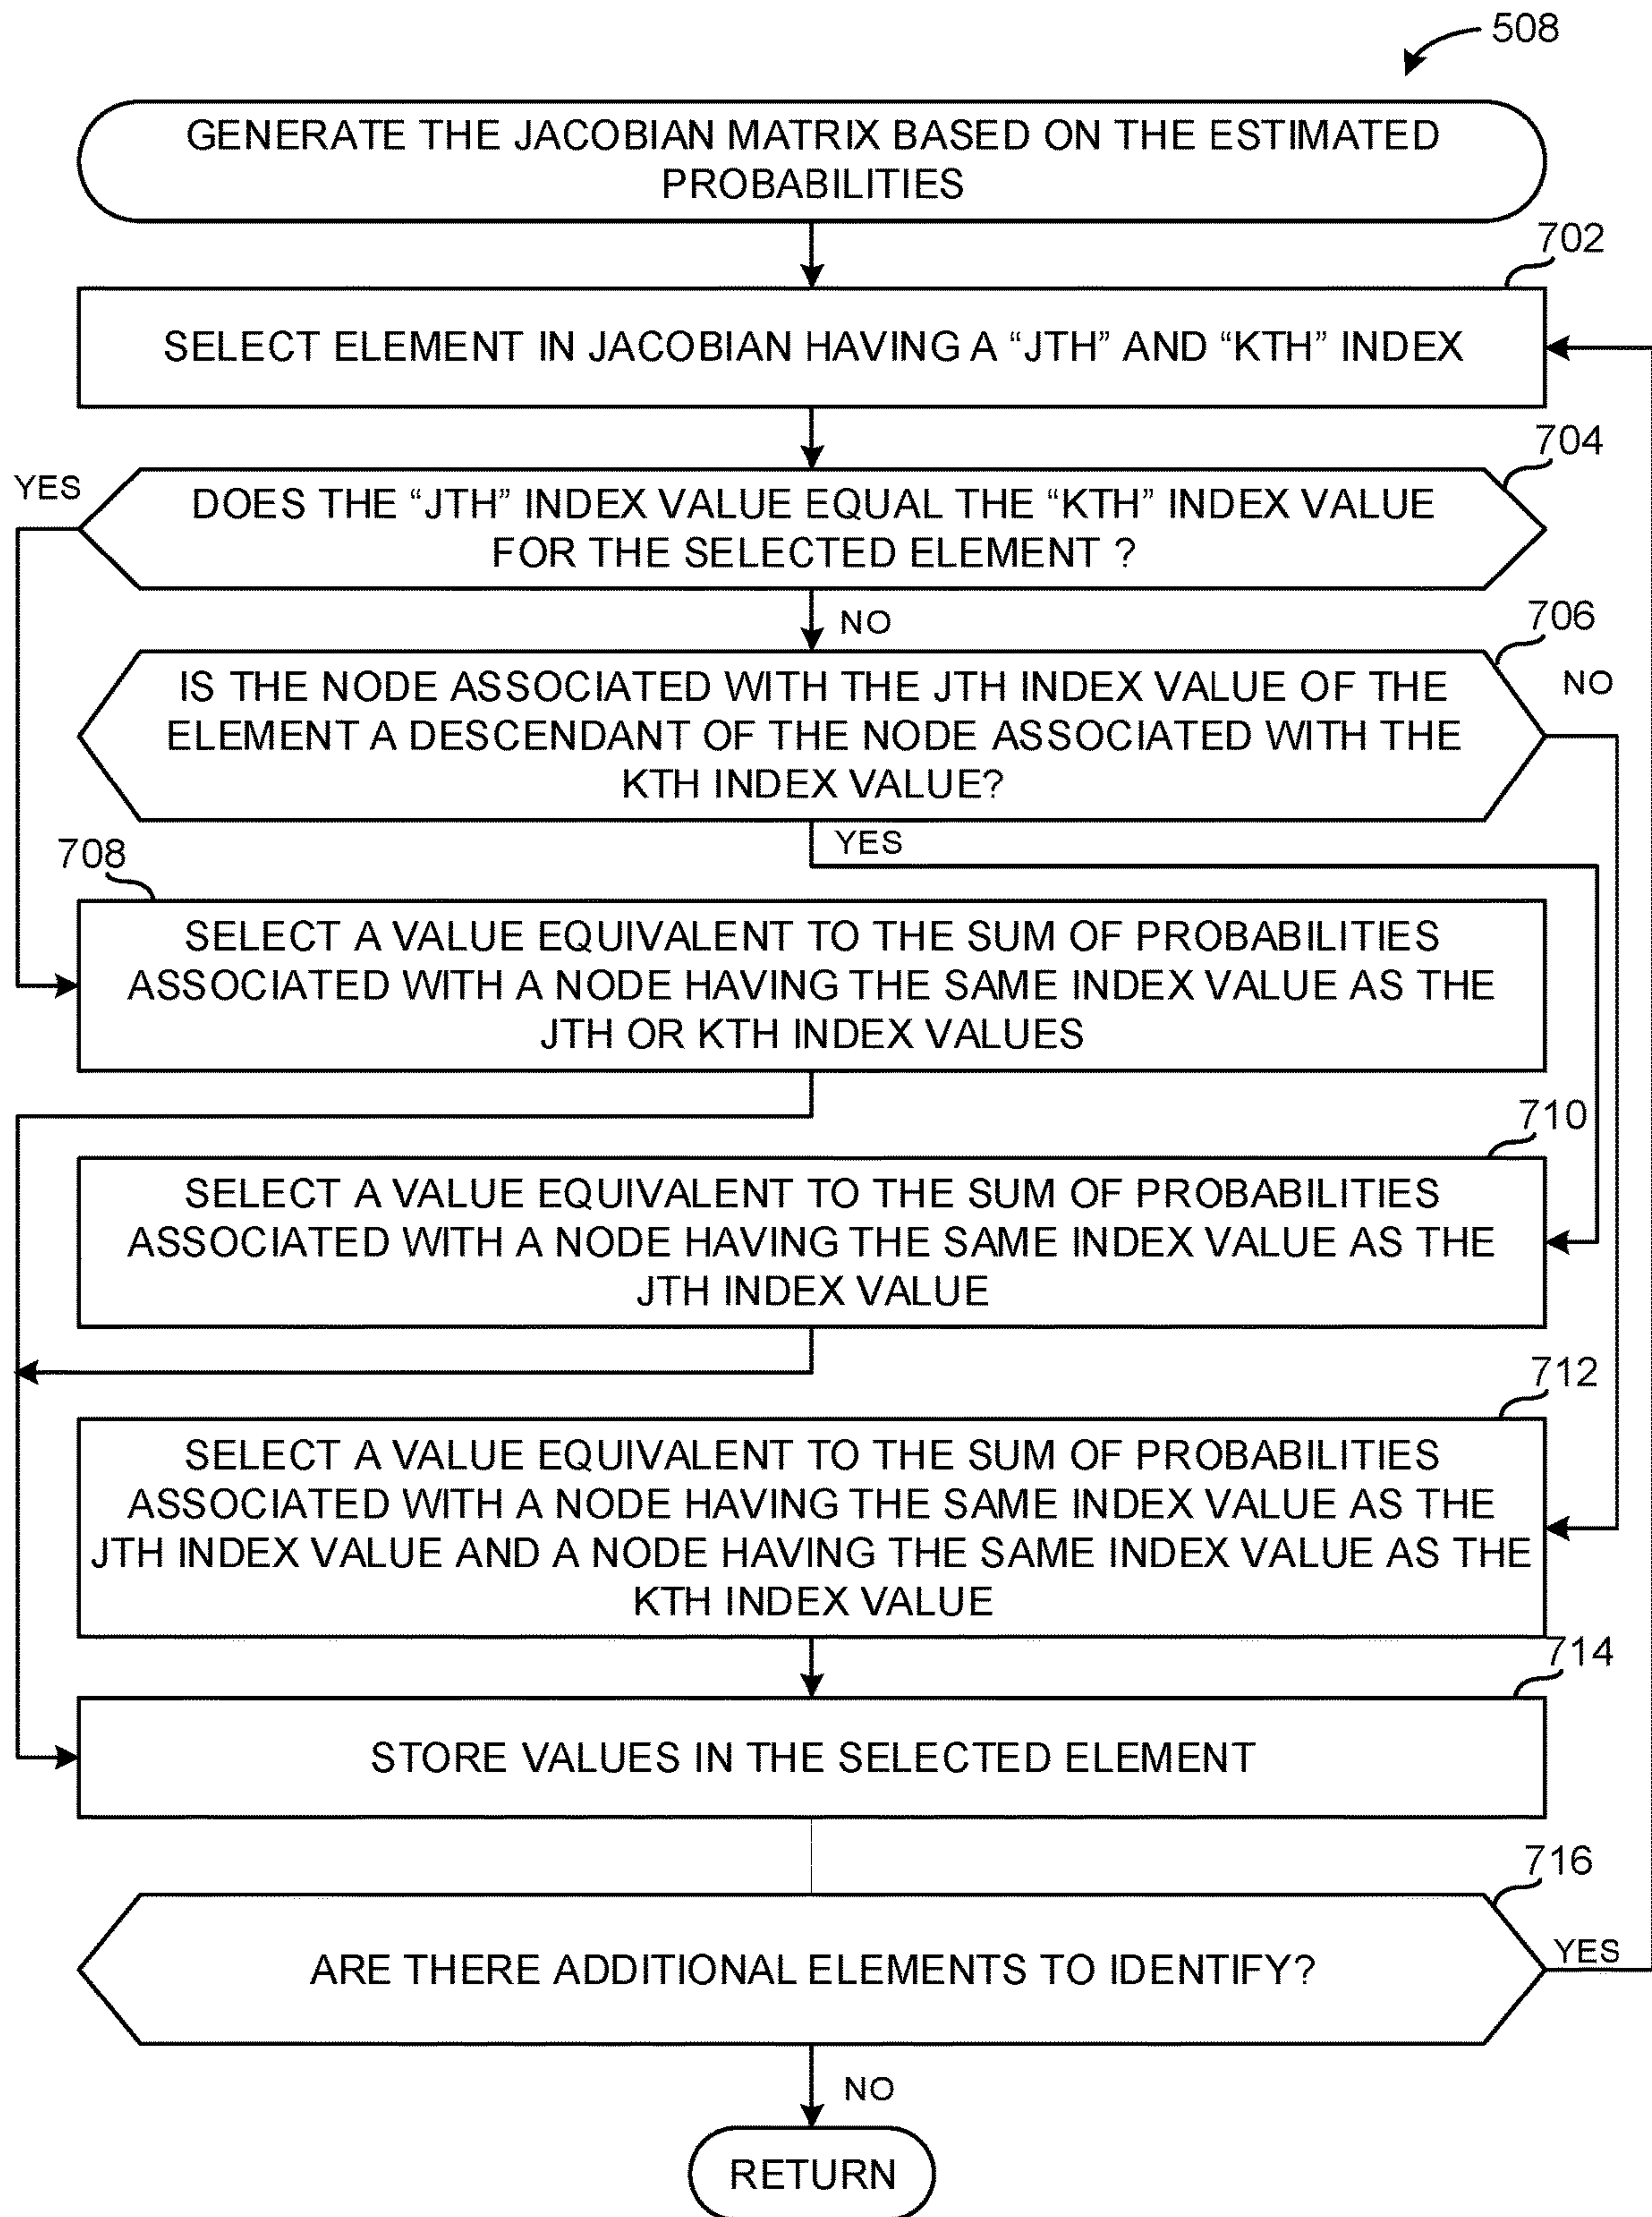 508
GENERATE THE JACOBIAN MATRIX BASED ON THE ESTIMATED
PROBABILITIES
702
SELECT ELEMENT IN JACOBIAN HAVING A “JTH” AND “KTH” INDEX
704
YES
DOES THE “JTH” INDEX VALUE EQUAL THE “KTH” INDEX VALUE
FOR THE SELECTED ELEMENT ?
NO
706
IS THE NODE ASSOCIATED WITH THE JTH INDEX VALUE OF THE
ELEMENT A DESCENDANT OF THE NODE ASSOCIATED WITH THE
KTH INDEX VALUE?
NO
YES
708
SELECT A VALUE EQUIVALENT TO THE SUM OF PROBABILITIES
ASSOCIATED WITH A NODE HAVING THE SAME INDEX VALUE AS THE
JTH OR KTH INDEX VALUES
710
SELECT A VALUE EQUIVALENT TO THE SUM OF PROBABILITIES
ASSOCIATED WITH A NODE HAVING THE SAME INDEX VALUE AS THE
JTH INDEX VALUE
712
SELECT A VALUE EQUIVALENT TO THE SUM OF PROBABILITIES
ASSOCIATED WITH A NODE HAVING THE SAME INDEX VALUE AS THE
JTH INDEX VALUE AND A NODE HAVING THE SAME INDEX VALUE AS THE
KTH INDEX VALUE
714
STORE VALUES IN THE SELECTED ELEMENT
716
ARE THERE ADDITIONAL ELEMENTS TO IDENTIFY?
YES
NO
RETURN